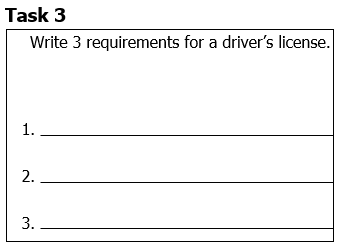 Task 3
Write 3 requirements for a driver's license.
1.
2.
3.